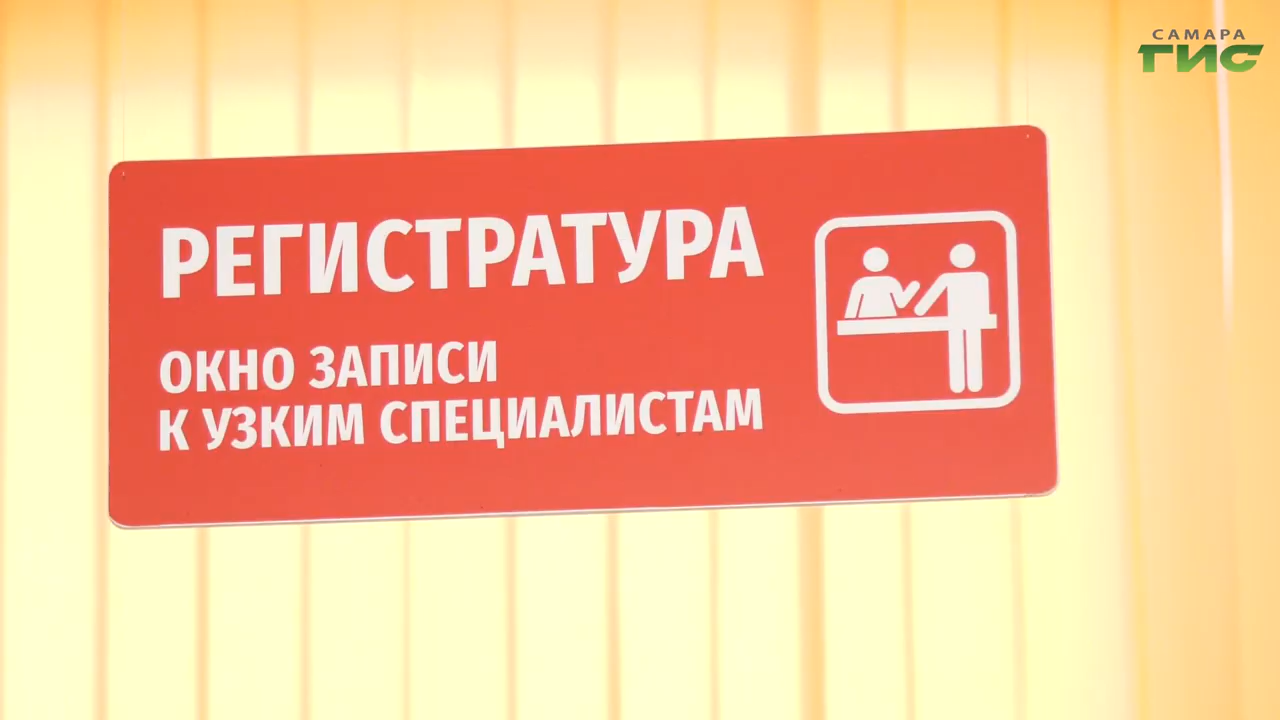 САМАРА
ГИС
РЕГИСТРАТУРА
ОКНО ЗАПИСИ
К УЗКИМ СПЕЦИАЛИСТАМ